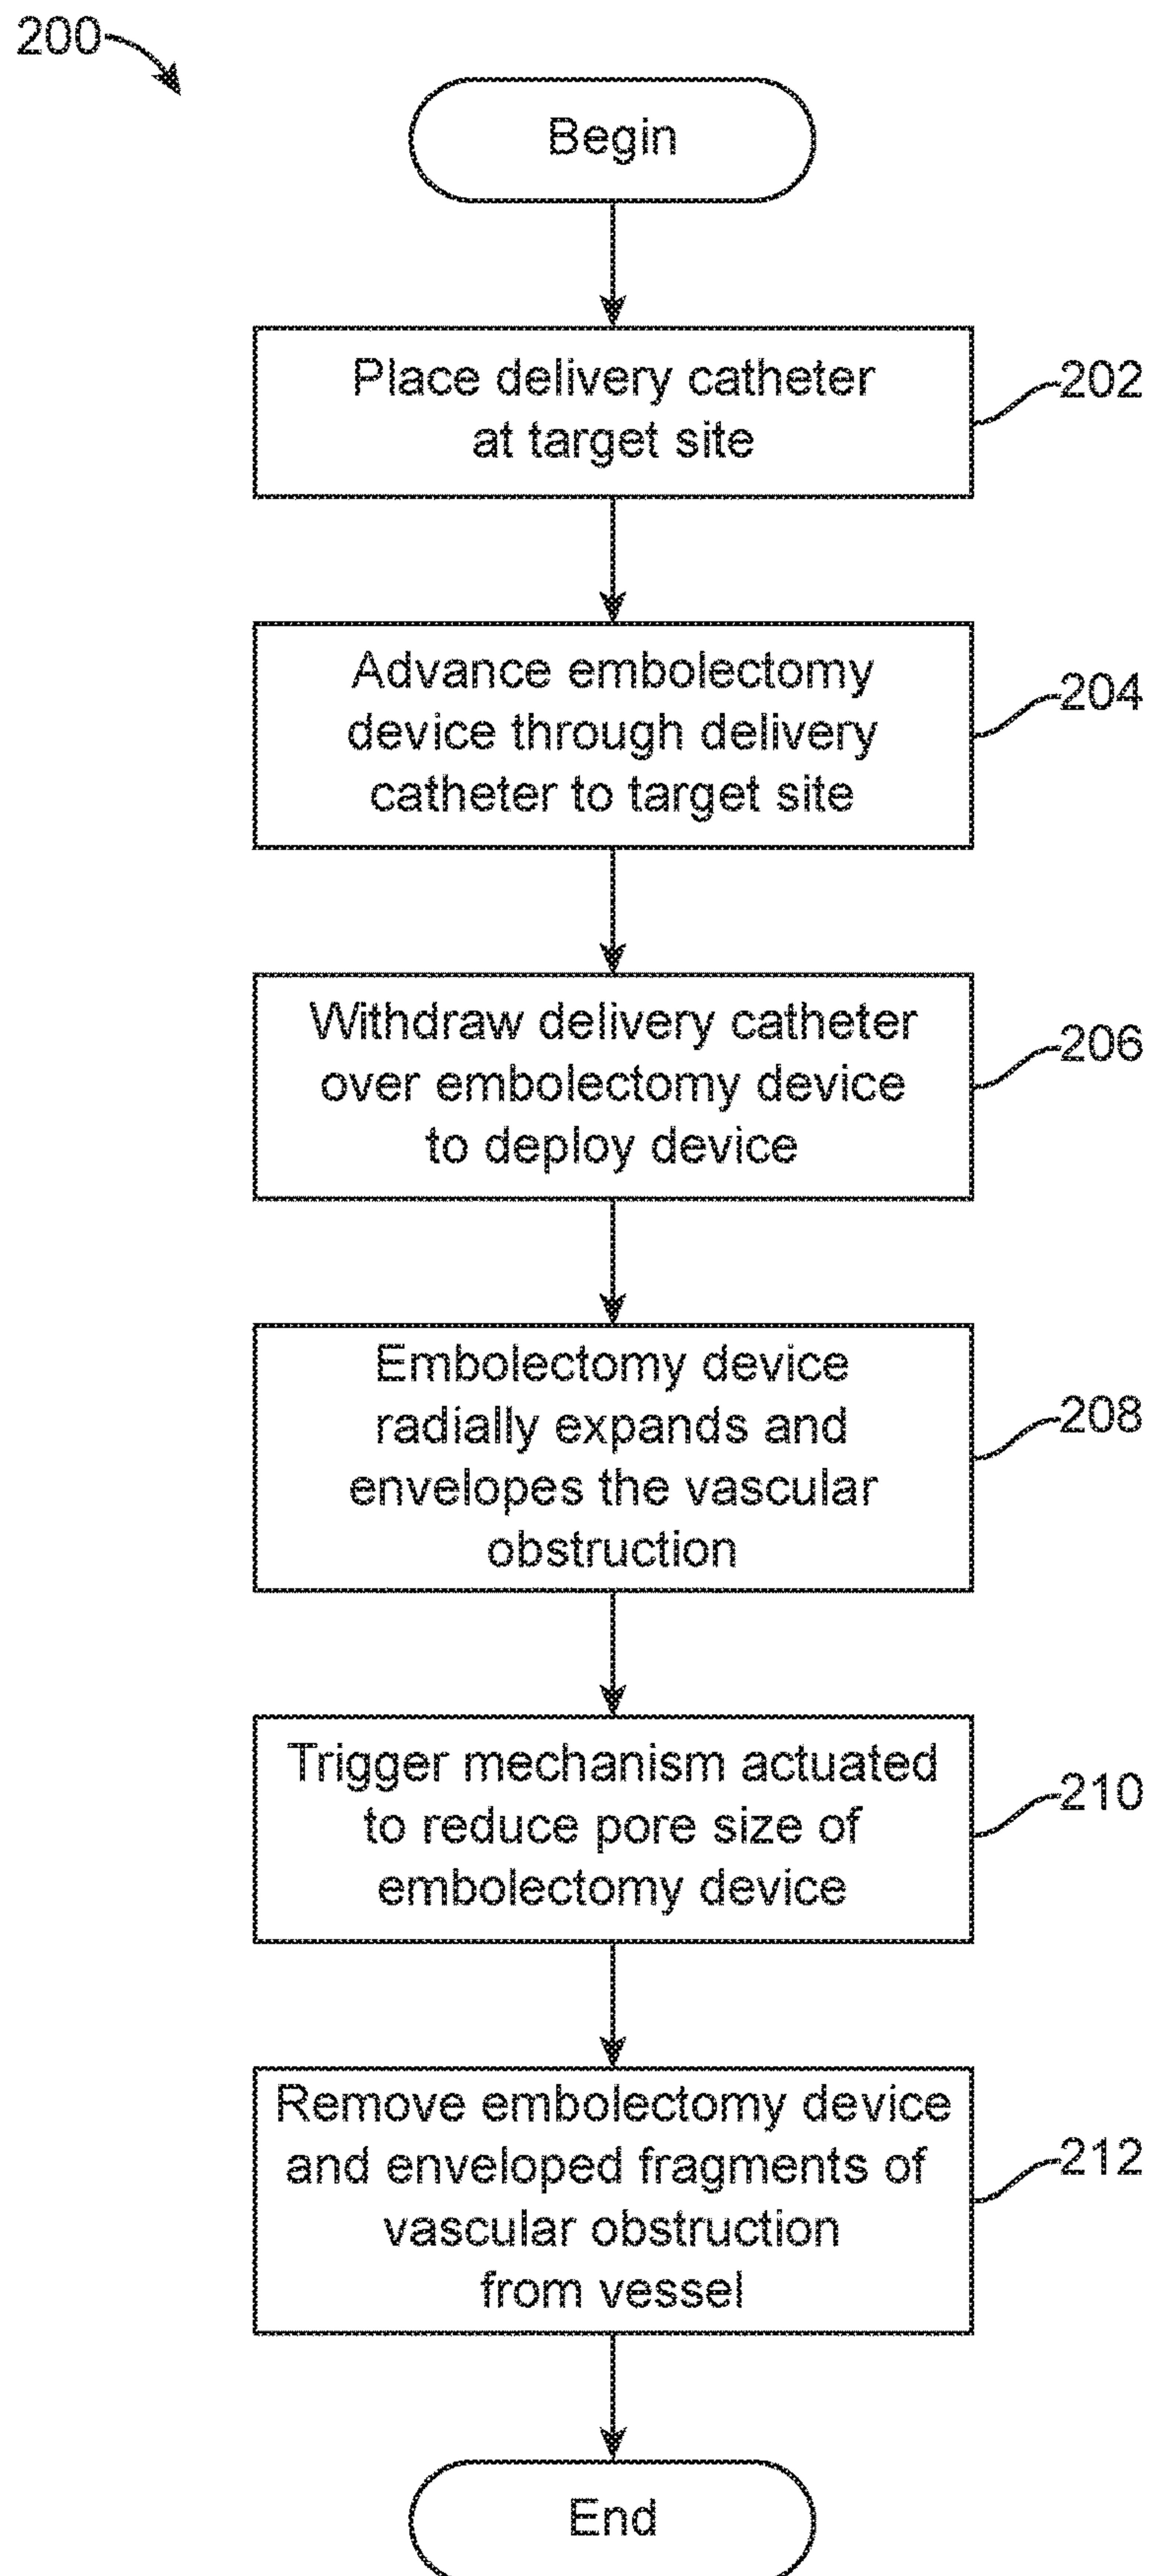 200
Begin
Place delivery catheter
at target site
202
Advance embolectomy
device through delivery
catheter to target site
204
Withdraw delivery catheter
over embolectomy device
to deploy device
206
Embolectomy device
radially expands and
envelopes the vascular
obstruction
208
Trigger mechanism actuated
to reduce pore size of
embolectomy device
210
Remove embolectomy device
and enveloped fragments of
vascular obstruction
from vessel
212
End